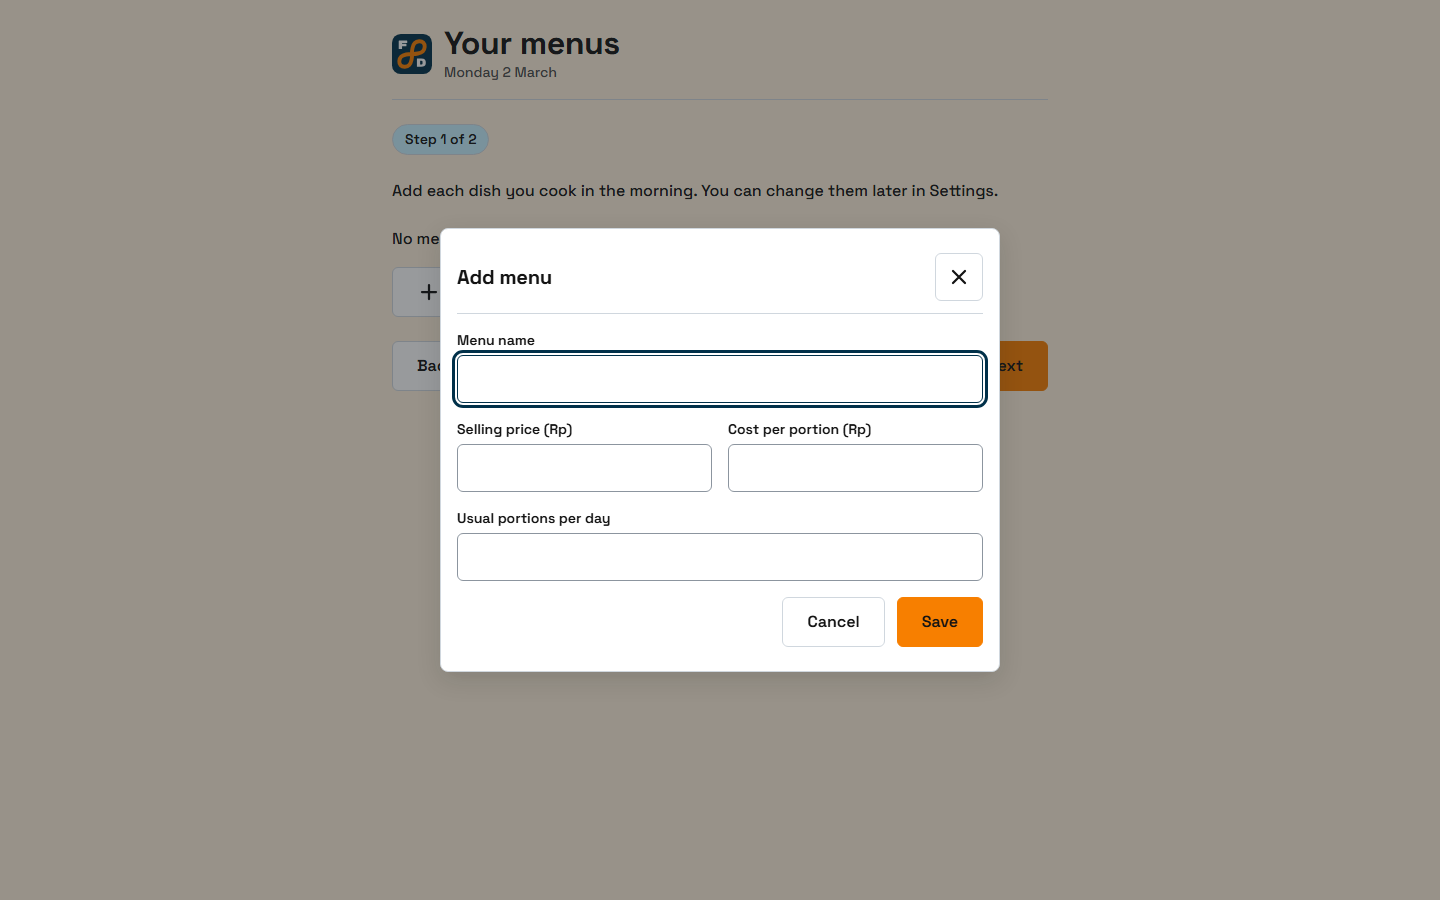 F
D
Your menus
Monday 2 March
Step 1 of 2
Add each dish you cook in the morning. You can change them later in Settings.
No
Add menu
Menu name
Selling price (Rp)
Cost per portion (Rp)
Usual portions per day
Cancel
Save